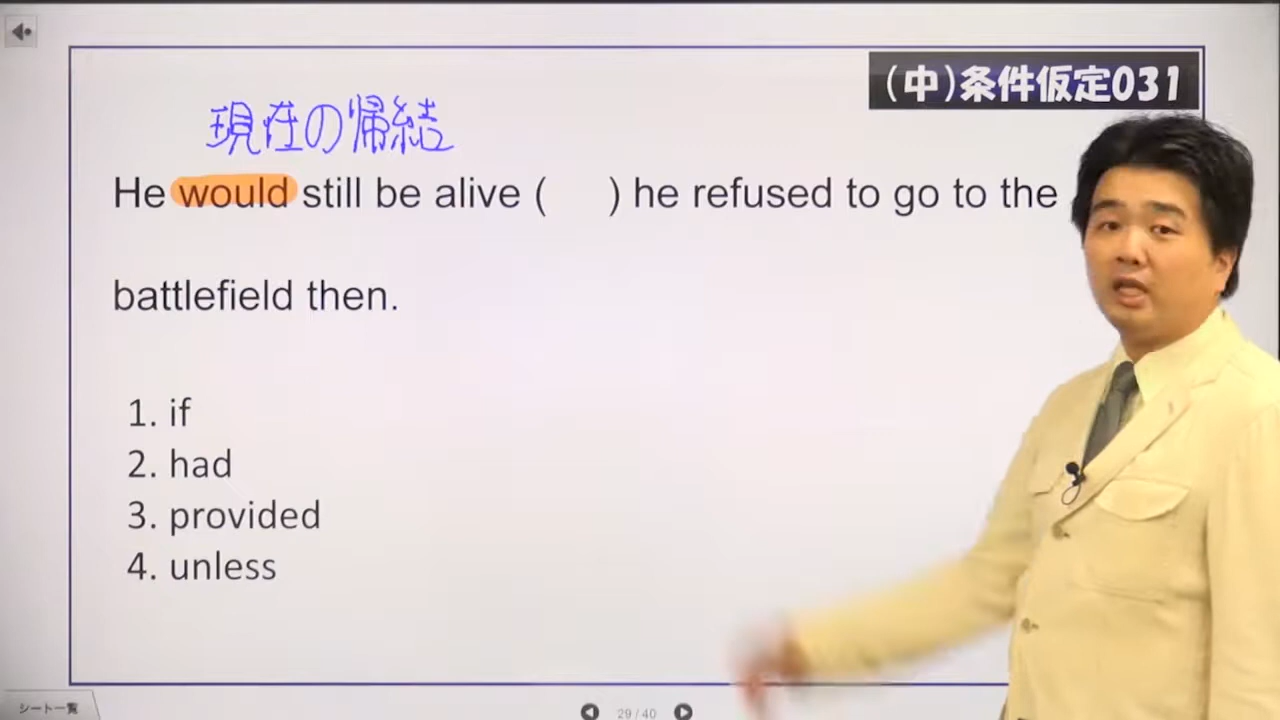 (中)条件仮定031
現在の帰結
He would still be alive (     ) he refused to go to the
battlefield then.
1. if
2. had
3. provided
4. unless
シート一覧
29 / 40